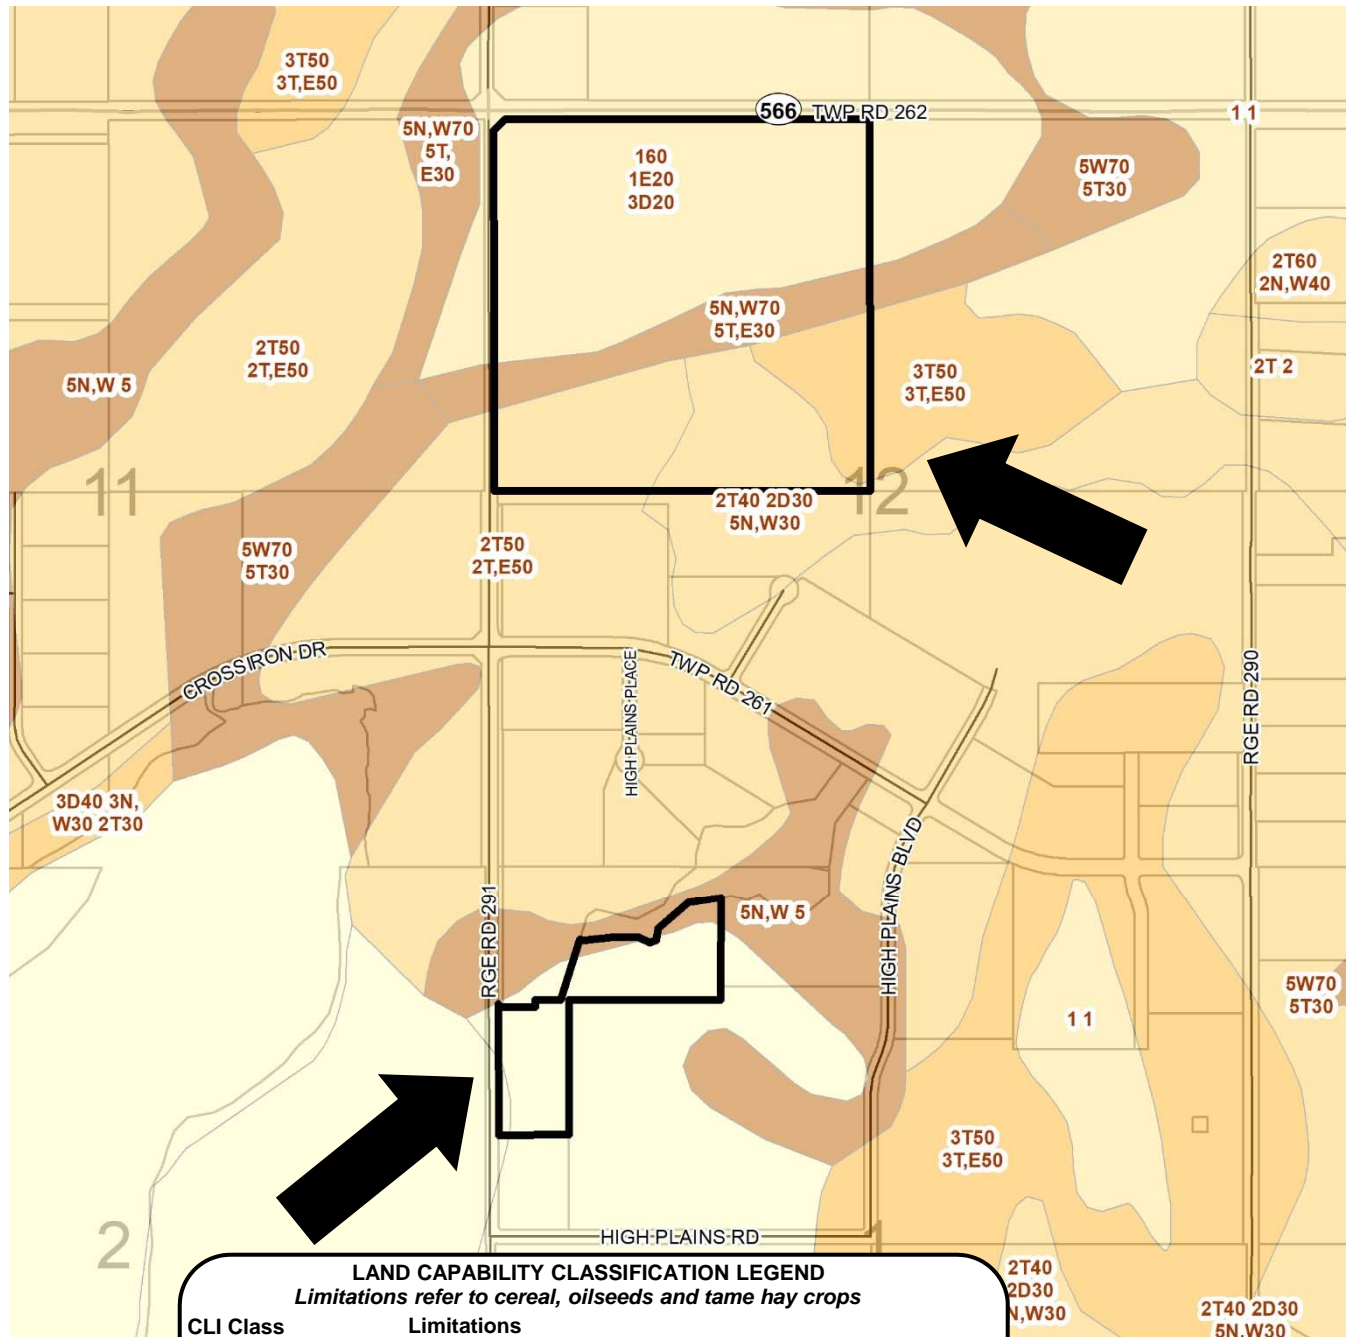 3T50
3T,E50
566 TWP RD 262
1 1
5N,W70
5T,
E30
160
1E20
3D20
5W70
5T30
2T60
2N,W40
5N,W70
5T,E30
2T50
2T,E50
5N,W 5
3T50
3T,E50
2T 2
11
12
2T40 2D30
5N,W30
5W70
5T30
2T50
2T,E50
CROSSIRON DR
HIGH PLAINS PLACE
TWP RD 261
RGE RD 290
3D40 3N,
W30 2T30
HIGH PLAINS BLVD
RGE RD 291
5N,W 5
5W70
5T30
1 1
3T50
3T,E50
2
HIGH PLAINS RD
1
2T40
2D30
N,W30
2T40 2D30
5N,W30
LAND CAPABILITY CLASSIFICATION LEGEND
Limitations refer to cereal, oilseeds and tame hay crops
CLI Class Limitations